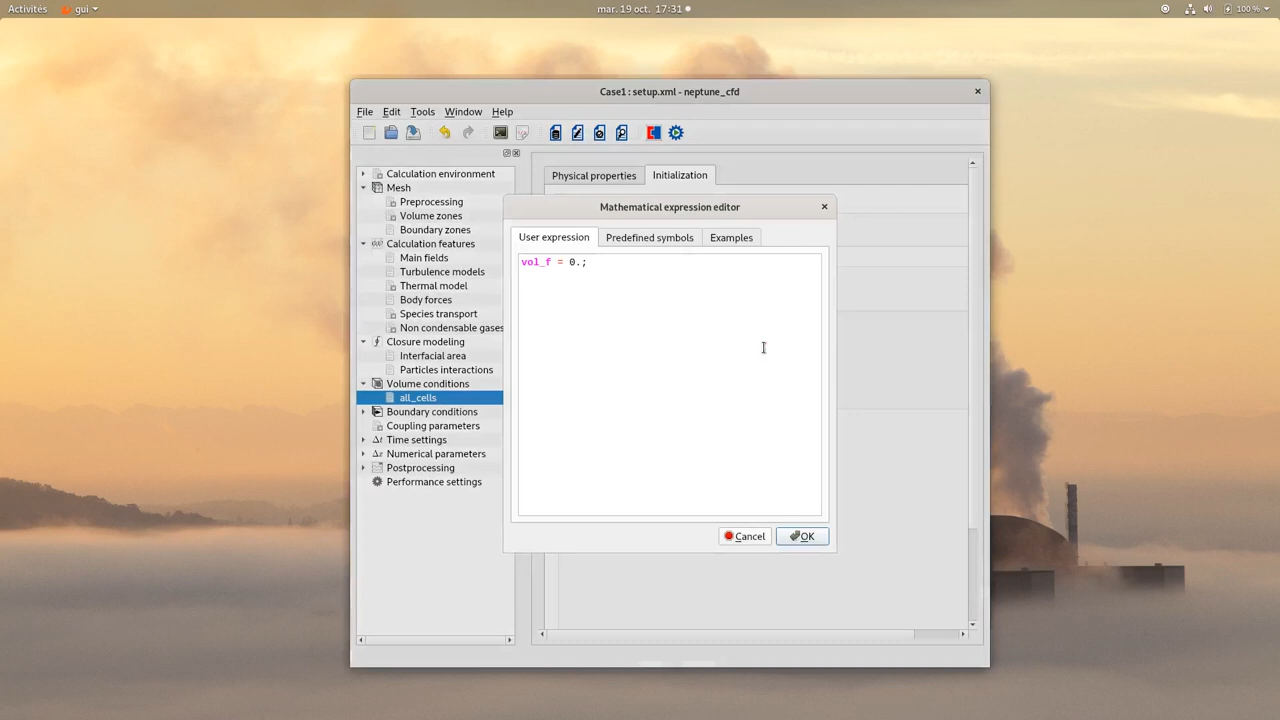 Activités gui mar. 19 oct. 17:31 100 %
Case1 : setup.xml - neptune_cfd
File Edit Tools Window Help
Calculation environment
Mesh
Preprocessing
Volume zones
Boundary zones
Calculation features
Main fields
Turbulence models
Thermal model
Body forces
Species transport
Non condensable gases
Closure modeling
Interfacial area
Particles interactions
Volume conditions
all_cells
Boundary conditions
Coupling parameters
Time settings
Numerical parameters
Postprocessing
Performance settings
Physical properties Initialization
Mathematical expression editor
User expression Predefined symbols Examples
vol_f = 0.;
Cancel OK